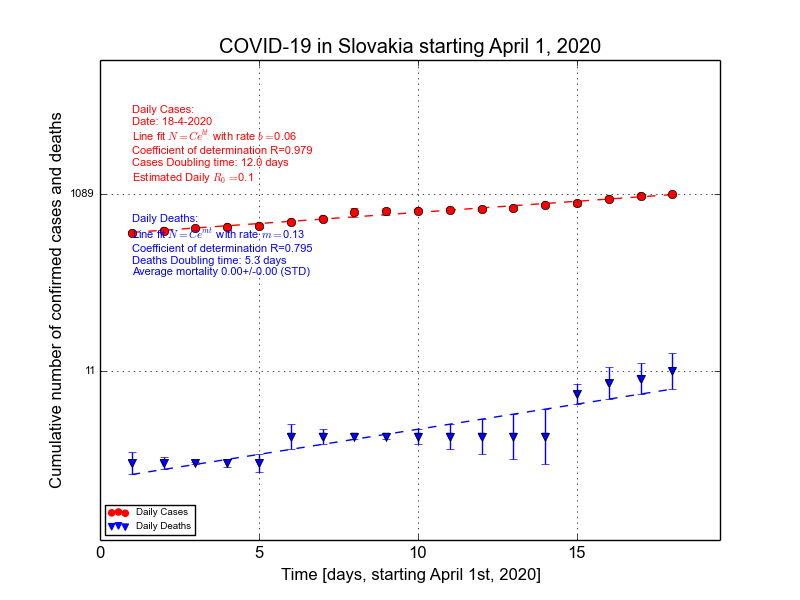 COVID-19 in Slovakia starting April 1, 2020
Daily Cases:
Date: 18-4-2020
Line fit N=Ce^{bt} with rate b=0.06
Coefficient of determination R=0.979
Cases Doubling time: 12.0 days
Estimated Daily R_0=0.1
1089
Daily Deaths:
Line fit N=Ce^{mt} with rate m=0.13
Coefficient of determination R=0.795
Deaths Doubling time: 5.3 days
Average mortality 0.00+/-0.00 (STD)
11
Cumulative number of confirmed cases and deaths
Daily Cases
Daily Deaths
0 5 10 15
Time [days, starting April 1st, 2020]